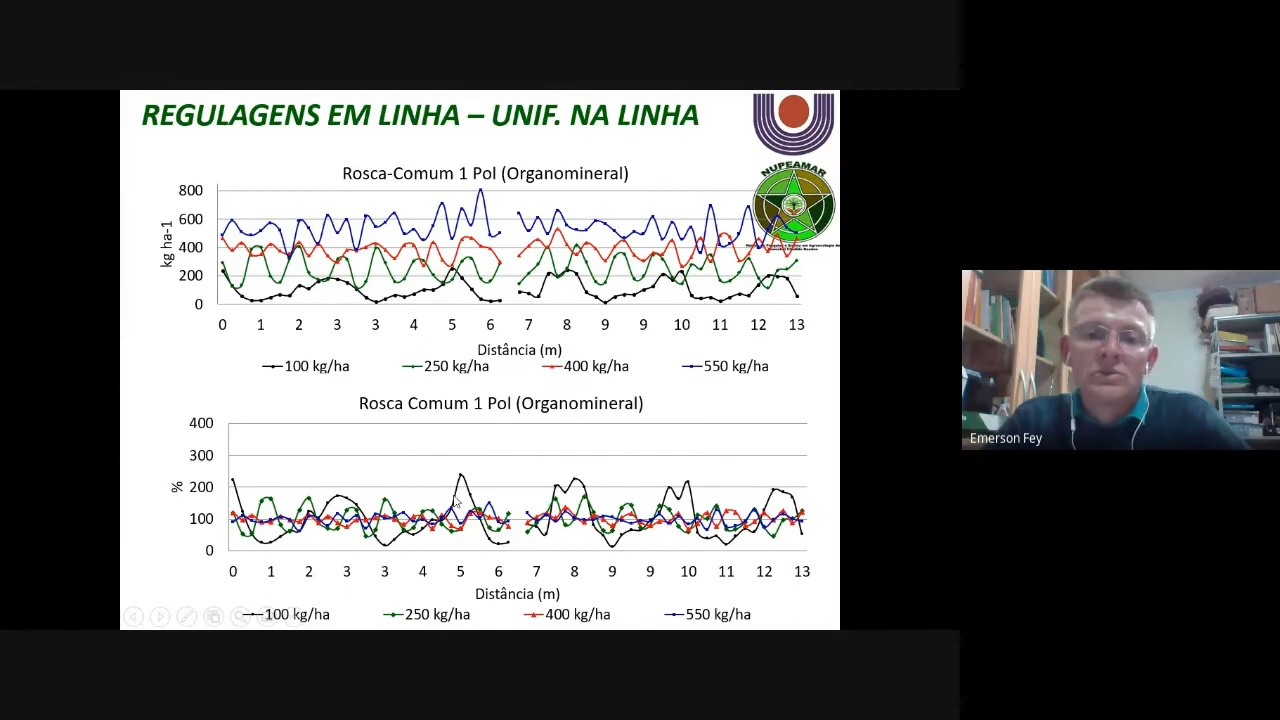 REGULAGENS EM LINHA – UNIF. NA LINHA
NUPEAMAR
Rosca-Comum 1 Pol (Organomineral)
800
600
400
200
0
kg ha-1
0 1 2 3 3 4 5 6 7 8 9 9 10 11 12 13
Distância (m)
100 kg/ha 250 kg/ha 400 kg/ha 550 kg/ha
Rosca Comum 1 Pol (Organomineral)
400
300
200
100
0
%
0 1 2 3 3 4 5 6 7 8 9 9 10 11 12 13
Distância (m)
100 kg/ha 250 kg/ha 400 kg/ha 550 kg/ha
Emerson Fey